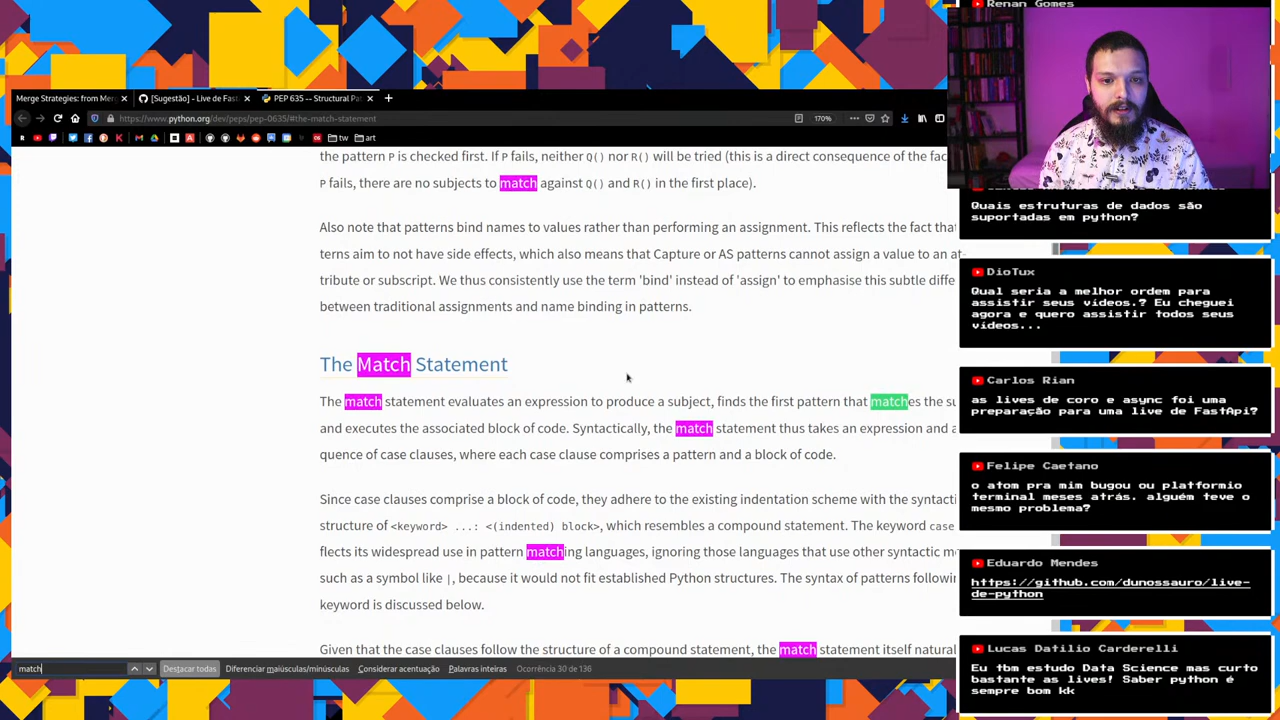 Merge Strategies: from Mer
[Sugestão] - Live de Fast
PEP 635 -- Structural Pat
https://www.python.org/dev/peps/pep-0635/#the-match-statement
170%
tw
art
the pattern P is checked first. If P fails, neither Q() nor R() will be tried (this is a direct consequence of the fac
P fails, there are no subjects to match against Q() and R() in the first place).
Also note that patterns bind names to values rather than performing an assignment. This reflects the fact that
terns aim to not have side effects, which also means that Capture or AS patterns cannot assign a value to an at-
tribute or subscript. We thus consistently use the term 'bind' instead of 'assign' to emphasise this subtle diffe
between traditional assignments and name binding in patterns.
The Match Statement
The match statement evaluates an expression to produce a subject, finds the first pattern that matches the su
and executes the associated block of code. Syntactically, the match statement thus takes an expression and a
quence of case clauses, where each case clause comprises a pattern and a block of code.
Since case clauses comprise a block of code, they adhere to the existing indentation scheme with the syntacti
structure of <keyword> ...: <(indented) block>, which resembles a compound statement. The keyword case
flects its widespread use in pattern matching languages, ignoring those languages that use other syntactic me
such as a symbol like |, because it would not fit established Python structures. The syntax of patterns followin
keyword is discussed below.
Given that the case clauses follow the structure of a compound statement, the match statement itself natural
match
Destacar todas
Diferenciar maiúsculas/minúsculas
Considerar acentuação
Palavras inteiras
Ocorrência 30 de 136
Renan Gomes
Quais estruturas de dados são
suportadas em python?
DioTux
Qual seria a melhor ordem para
assistir seus videos.? Eu cheguei
agora e quero assistir todos seus
videos...
Carlos Rian
as lives de coro e async foi uma
preparação para uma live de FastApi?
Felipe Caetano
o atom pra mim bugou ou platformio
terminal meses atrás. alguém teve o
mesmo problema?
Eduardo Mendes
https://github.com/dunossauro/live-
de-python
Lucas Datilio Carderelli
Eu tbm estudo Data Science mas curto
bastante as lives! Saber python é
sempre bom kk